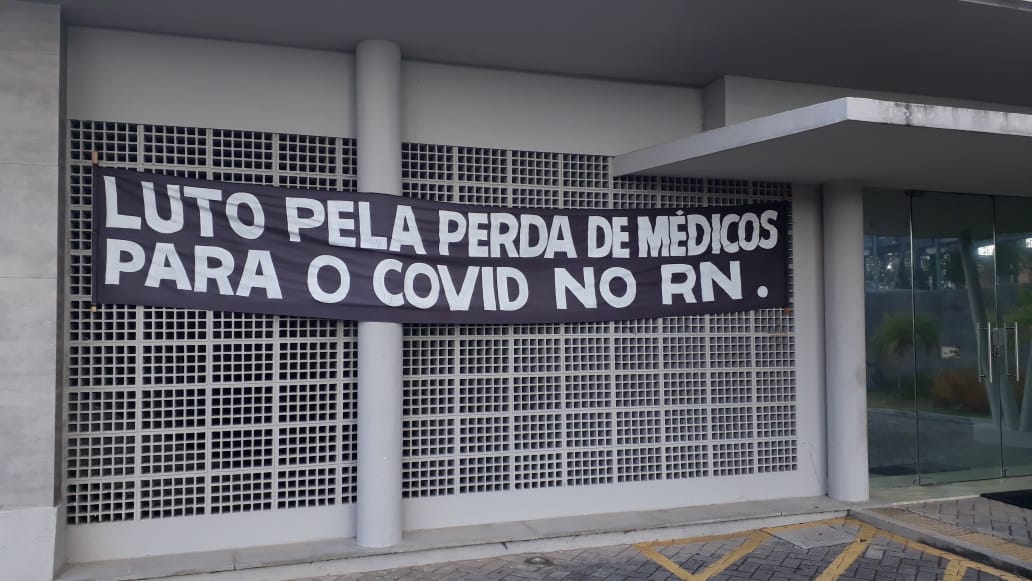 LUTO PELA PERDA DE MÉDICOS
PARA O COVID NO RN.